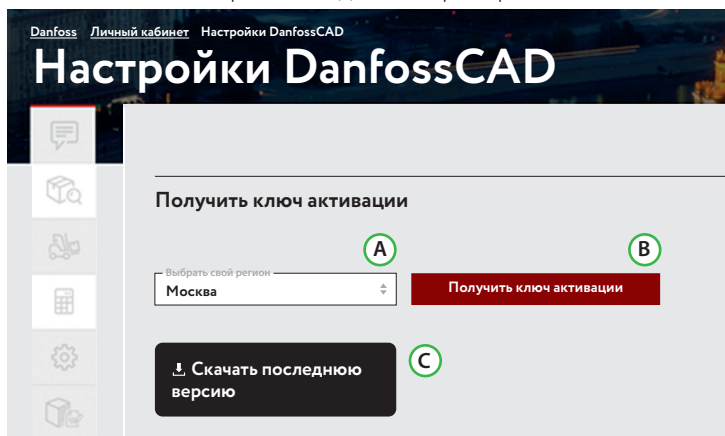 Danfoss Личный кабинет Настройки DanfossCAD
Настройки DanfossCAD
Получить ключ активации
A
B
Выбрать свой регион
Москва
Получить ключ активации
Скачать последнюю
версию
C